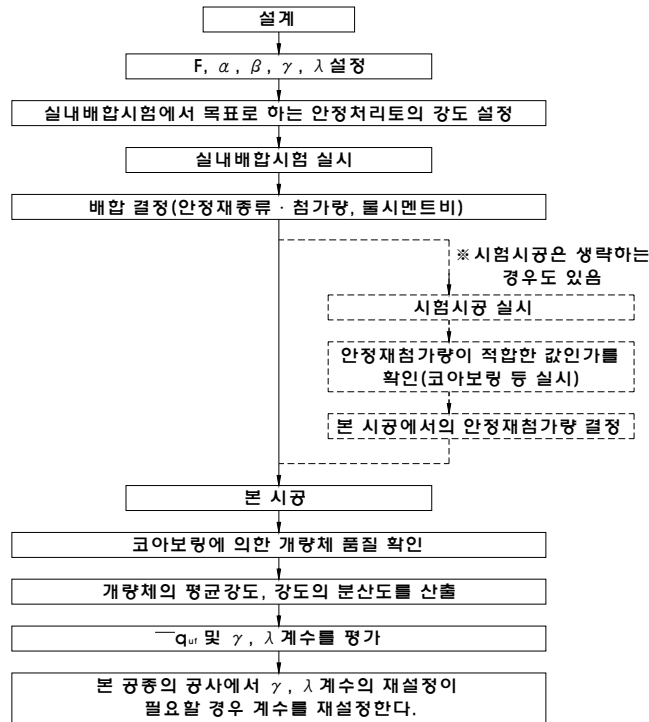 설계
F, α, β, γ, λ 설정
실내배합시험에서 목표로 하는 안정처리토의 강도 설정
실내배합시험 실시
배합 결정(안정재종류 · 첨가량, 물시멘트비)
※ 시험시공은 생략하는
경우도 있음
시험시공 실시
안정재첨가량이 적합한 값인가를
확인(코아보링 등 실시)
본 시공에서의 안정재첨가량 결정
본 시공
코아보링에 의한 개량체 품질 확인
개량체의 평균강도, 강도의 분산도를 산출
‾quf 및 γ, λ 계수를 평가
본 공종의 공사에서 γ, λ 계수의 재설정이
필요할 경우 계수를 재설정한다.